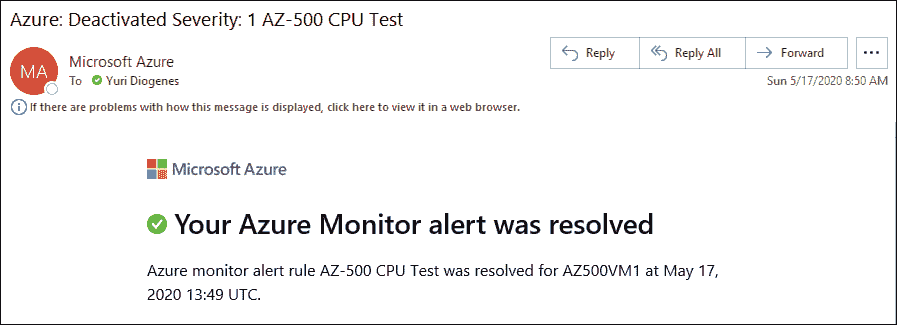 Azure: Deactivated Severity: 1 AZ-500 CPU Test
MA
Microsoft Azure
To Yuri Diogenes
Reply
Reply All
Forward
Sun 5/17/2020 8:50 AM
If there are problems with how this message is displayed, click here to view it in a web browser.
Microsoft Azure
Your Azure Monitor alert was resolved
Azure monitor alert rule AZ-500 CPU Test was resolved for AZ500VM1 at May 17,
2020 13:49 UTC.